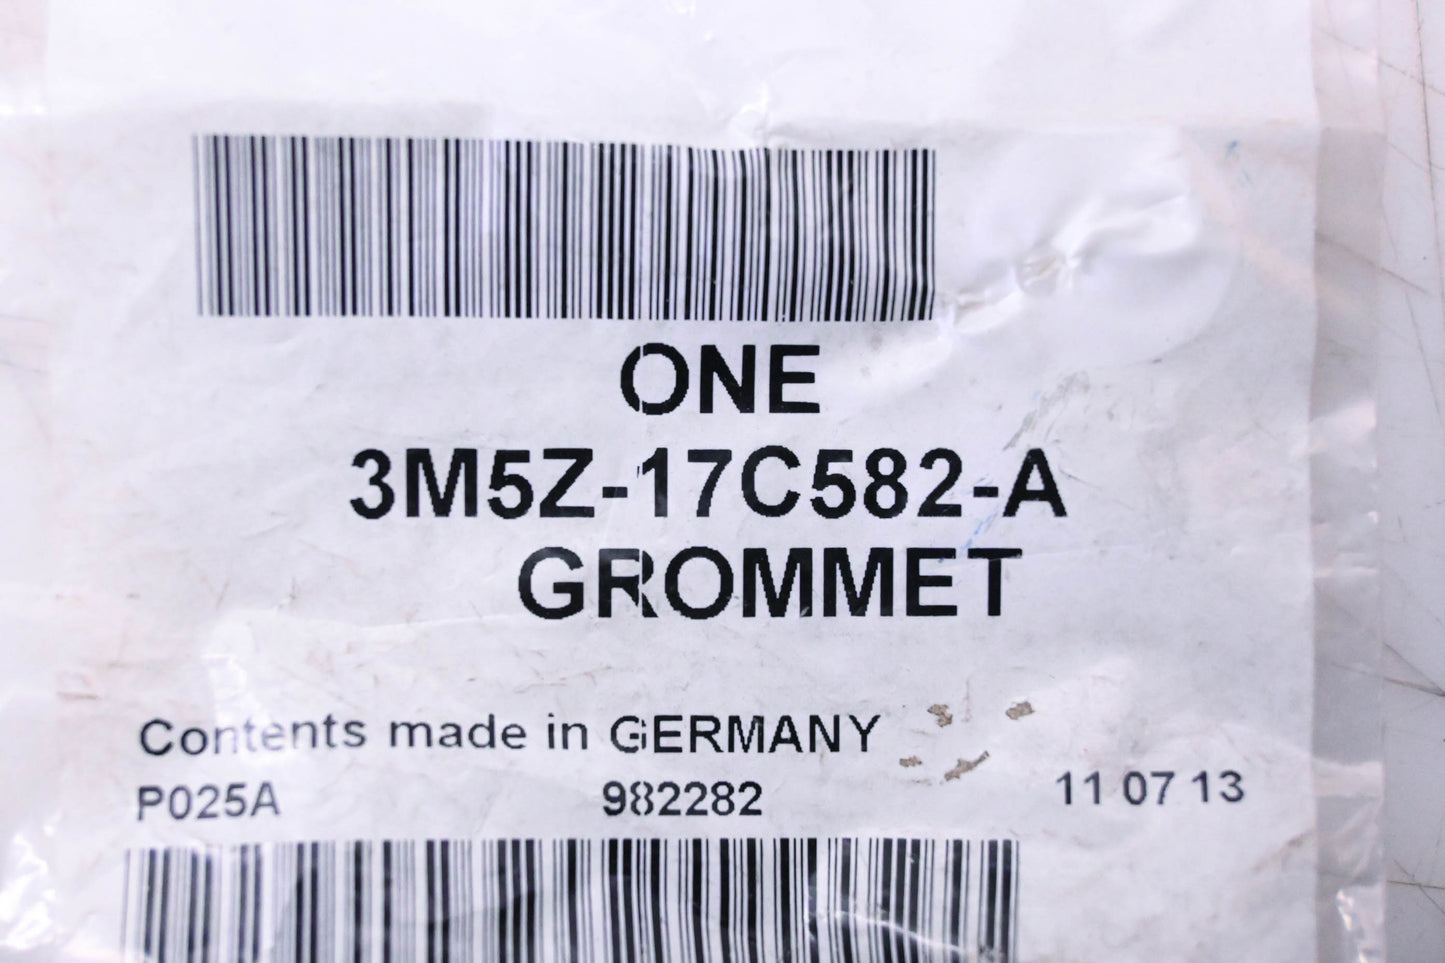 ONE
3M5Z-17C582-A
GROMMET
Contents made in GERMANY
P025A 982282 11 07 13